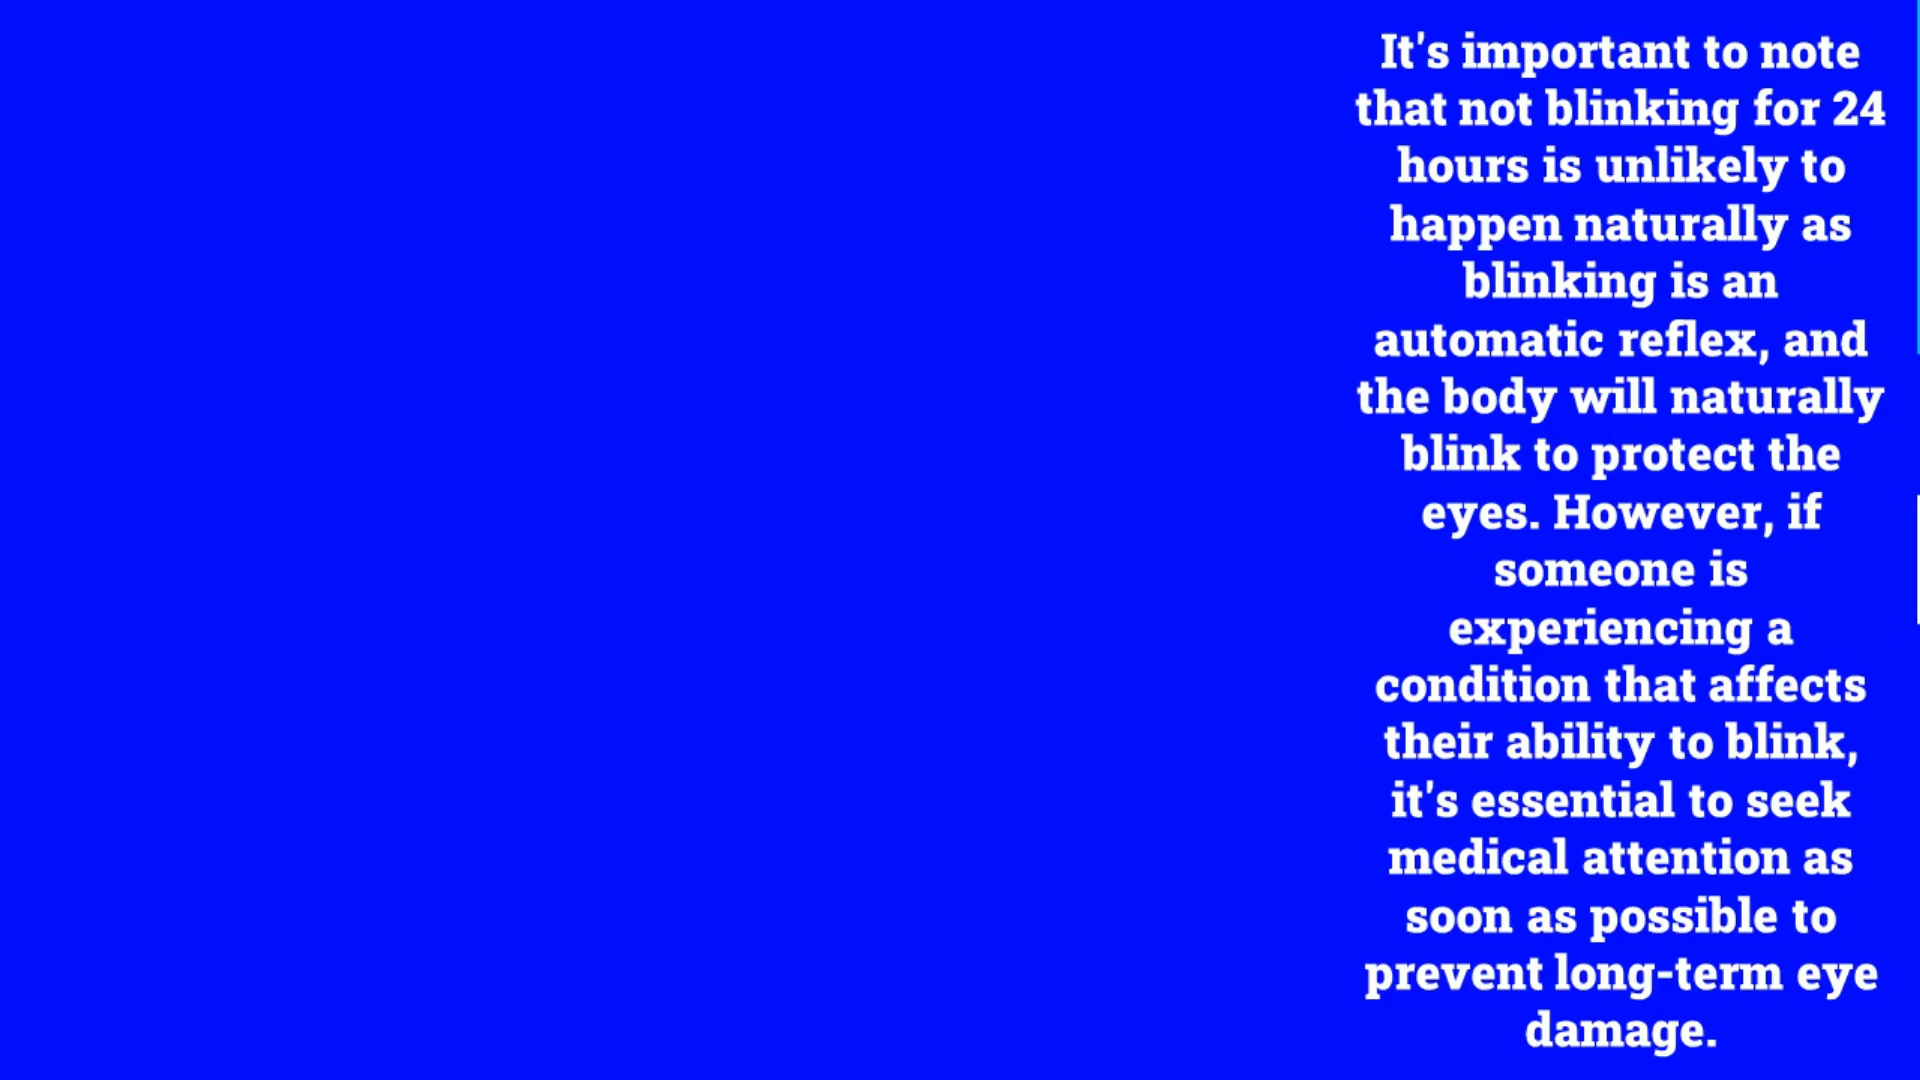 It's important to note
that not blinking for 24
hours is unlikely to
happen naturally as
blinking is an
automatic reflex, and
the body will naturally
blink to protect the
eyes. However, if
someone is
experiencing a
condition that affects
their ability to blink,
it's essential to seek
medical attention as
soon as possible to
prevent long-term eye
damage.